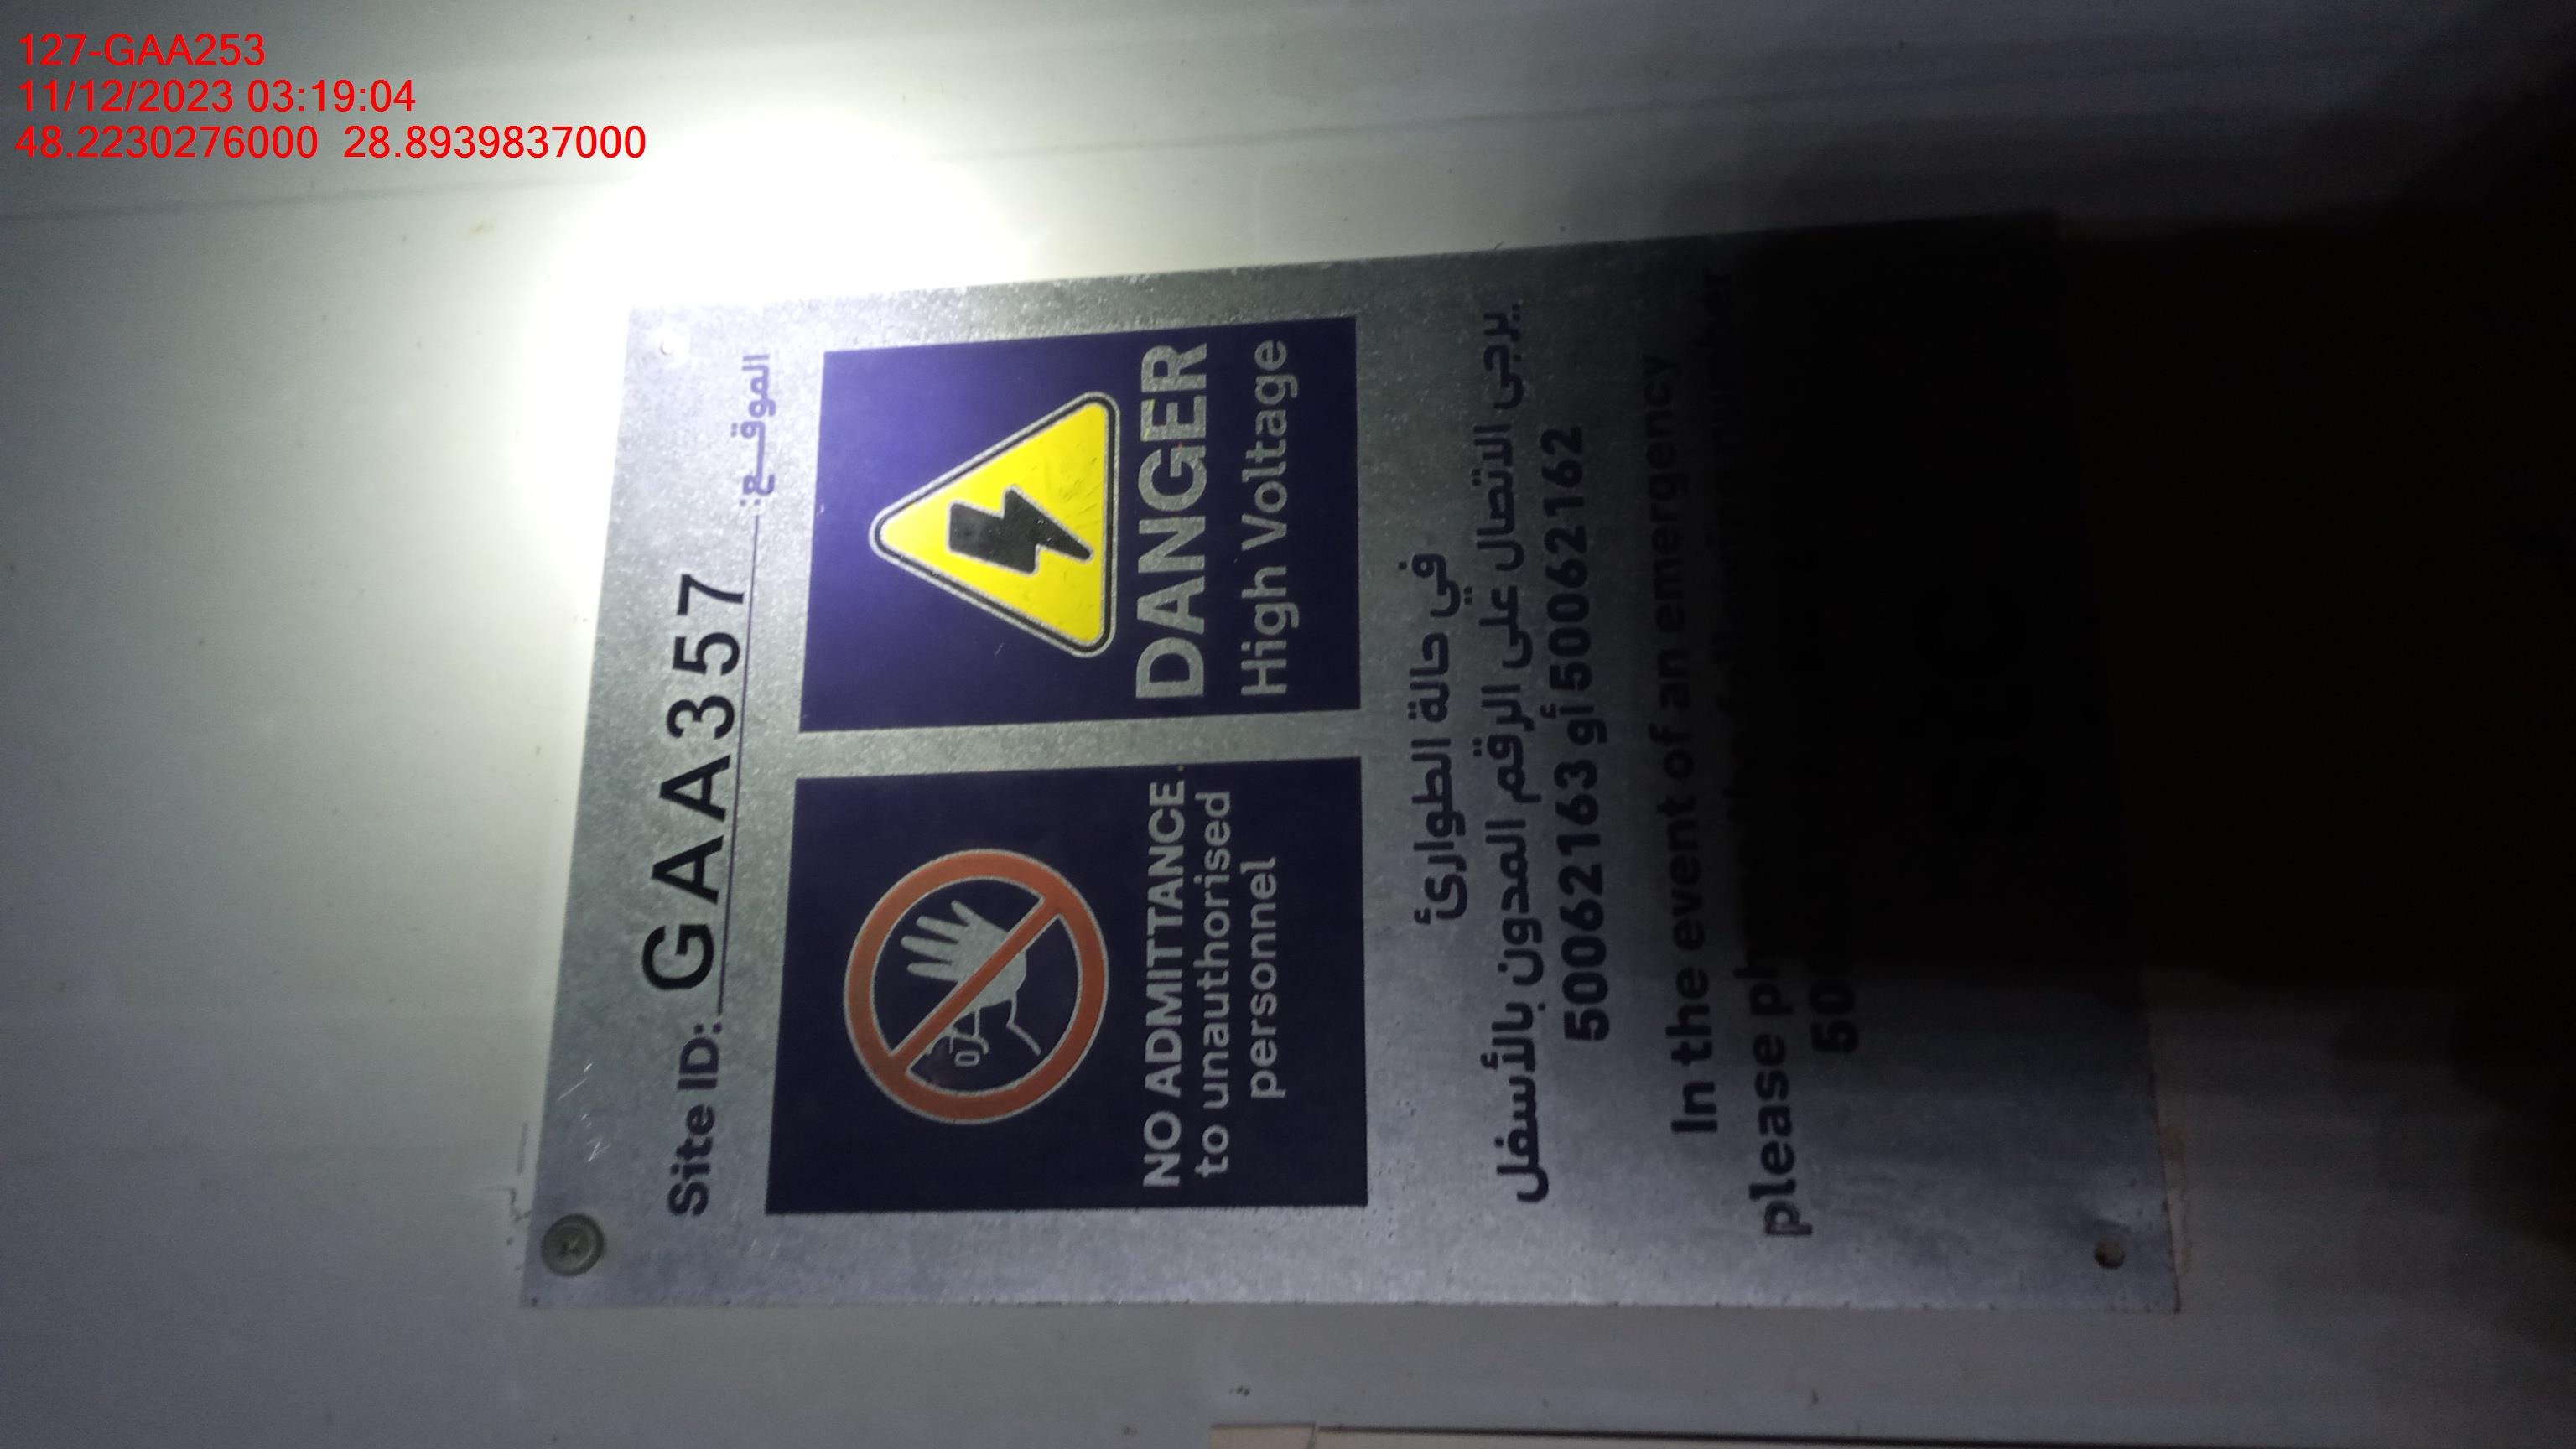 127-GAA253
11/12/2023 03:19:04
48.2230276000 28.8939837000
Site ID: GAA357 الموقـــع:
NO ADMITTANCE.
to unauthorised
personnel
DANGER
High Voltage
في حالة الطوارئ
يرجى الاتصال على الرقم المدون بالأسفل
50062163 أو 50062162
In the event of an emergency
please number